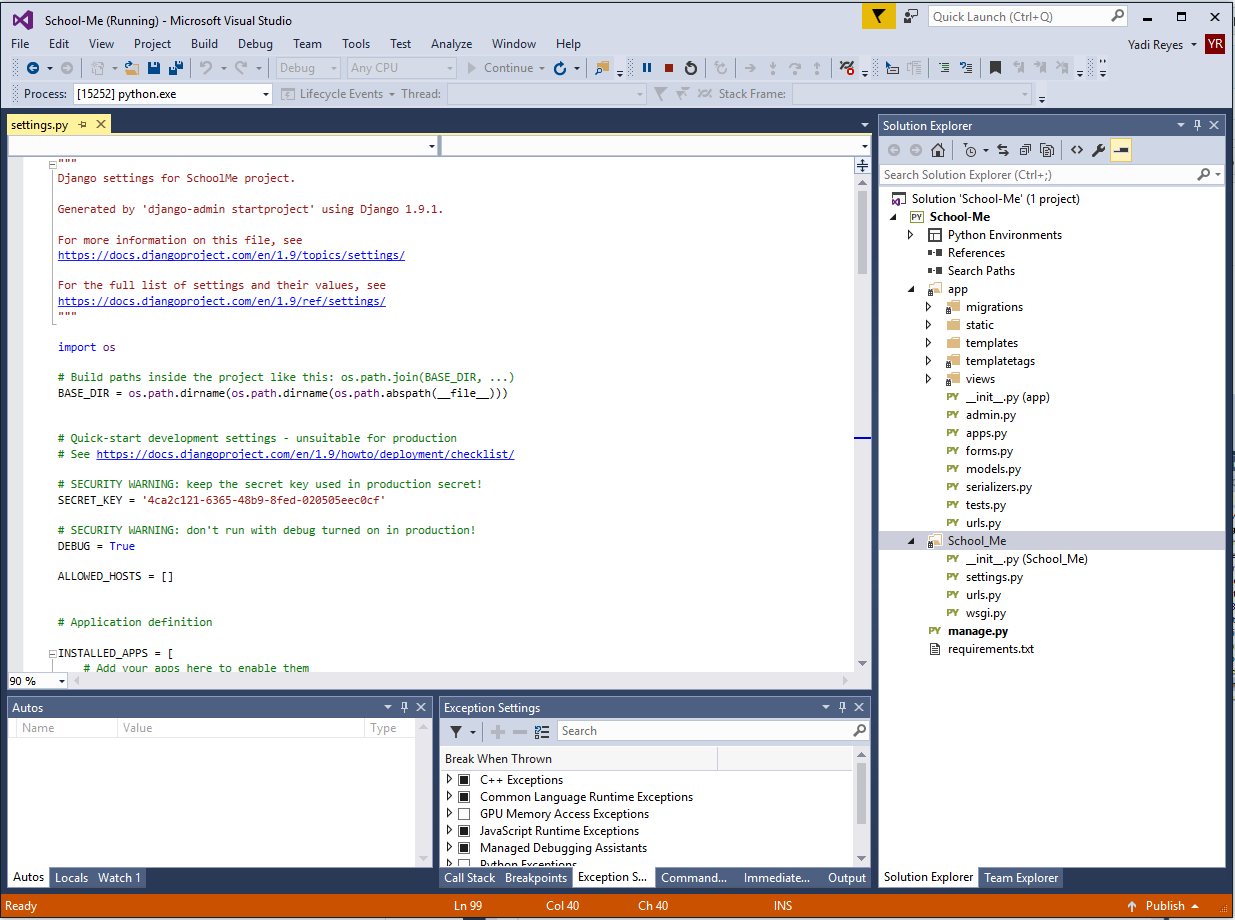 School-Me (Running) - Microsoft Visual Studio
Quick Launch (Ctrl+Q)
File Edit View Project Build Debug Team Tools Test Analyze Window Help
Yadi Reyes YR
Debug Any CPU Continue
Process: [15252] python.exe Lifecycle Events Thread: Stack Frame:
settings.py
"""
Django settings for SchoolMe project.
Generated by 'django-admin startproject' using Django 1.9.1.
For more information on this file, see
https://docs.djangoproject.com/en/1.9/topics/settings/
For the full list of settings and their values, see
https://docs.djangoproject.com/en/1.9/ref/settings/
"""
import os
# Build paths inside the project like this: os.path.join(BASE_DIR, ...)
BASE_DIR = os.path.dirname(os.path.dirname(os.path.abspath(__file__)))
# Quick-start development settings - unsuitable for production
# See https://docs.djangoproject.com/en/1.9/howto/deployment/checklist/
# SECURITY WARNING: keep the secret key used in production secret!
SECRET_KEY = '4ca2c121-6365-48b9-8fed-020505eec0cf'
# SECURITY WARNING: don't run with debug turned on in production!
DEBUG = True
ALLOWED_HOSTS = []
# Application definition
INSTALLED_APPS = [
# Add your apps here to enable them
90 %
Solution Explorer
Search Solution Explorer (Ctrl+;)
Solution 'School-Me' (1 project)
PY School-Me
Python Environments
References
Search Paths
app
migrations
static
templates
templatetags
views
PY __init__.py (app)
PY admin.py
PY apps.py
PY forms.py
PY models.py
PY serializers.py
PY tests.py
PY urls.py
School_Me
PY __init__.py (School_Me)
PY settings.py
PY urls.py
PY wsgi.py
PY manage.py
requirements.txt
Autos
Name Value Type
Autos Locals Watch 1
Exception Settings
Search
Break When Thrown
C++ Exceptions
Common Language Runtime Exceptions
GPU Memory Access Exceptions
JavaScript Runtime Exceptions
Managed Debugging Assistants
Python Exceptions
Call Stack Breakpoints Exception S... Command... Immediate... Output
Solution Explorer Team Explorer
Ready Ln 99 Col 40 Ch 40 INS Publish